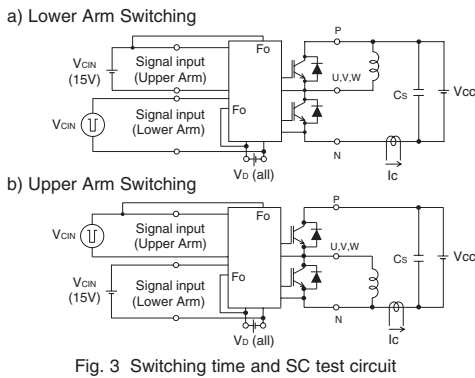 a) Lower Arm Switching
Fo
P
VCIN
(15V)
Signal input
(Upper Arm)
U,V,W
CS
Vcc
Signal input
(Lower Arm)
Fo
VCIN
N
VD (all)
Ic
b) Upper Arm Switching
Fo
P
VCIN
Signal input
(Upper Arm)
U,V,W
CS
Vcc
VCIN
(15V)
Signal input
(Lower Arm)
Fo
N
VD (all)
Ic
Fig. 3 Switching time and SC test circuit